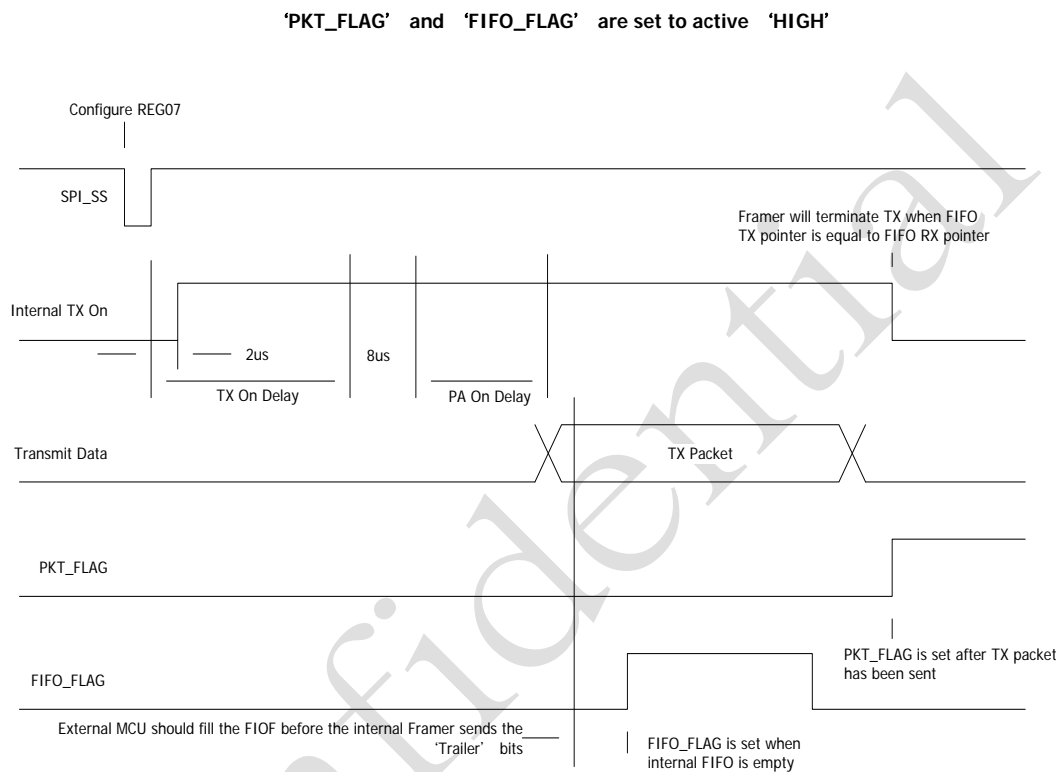 ‘PKT_FLAG’ and ‘FIFO_FLAG’ are set to active ‘HIGH’
Configure REG07
SPI_SS
Framer will terminate TX when FIFO
TX pointer is equal to FIFO RX pointer
Internal TX On
2us
8us
TX On Delay
PA On Delay
Transmit Data
TX Packet
PKT_FLAG
PKT_FLAG is set after TX packet
has been sent
FIFO_FLAG
External MCU should fill the FIOF before the internal Framer sends the
‘Trailer’ bits
FIFO_FLAG is set when
internal FIFO is empty
nfidential